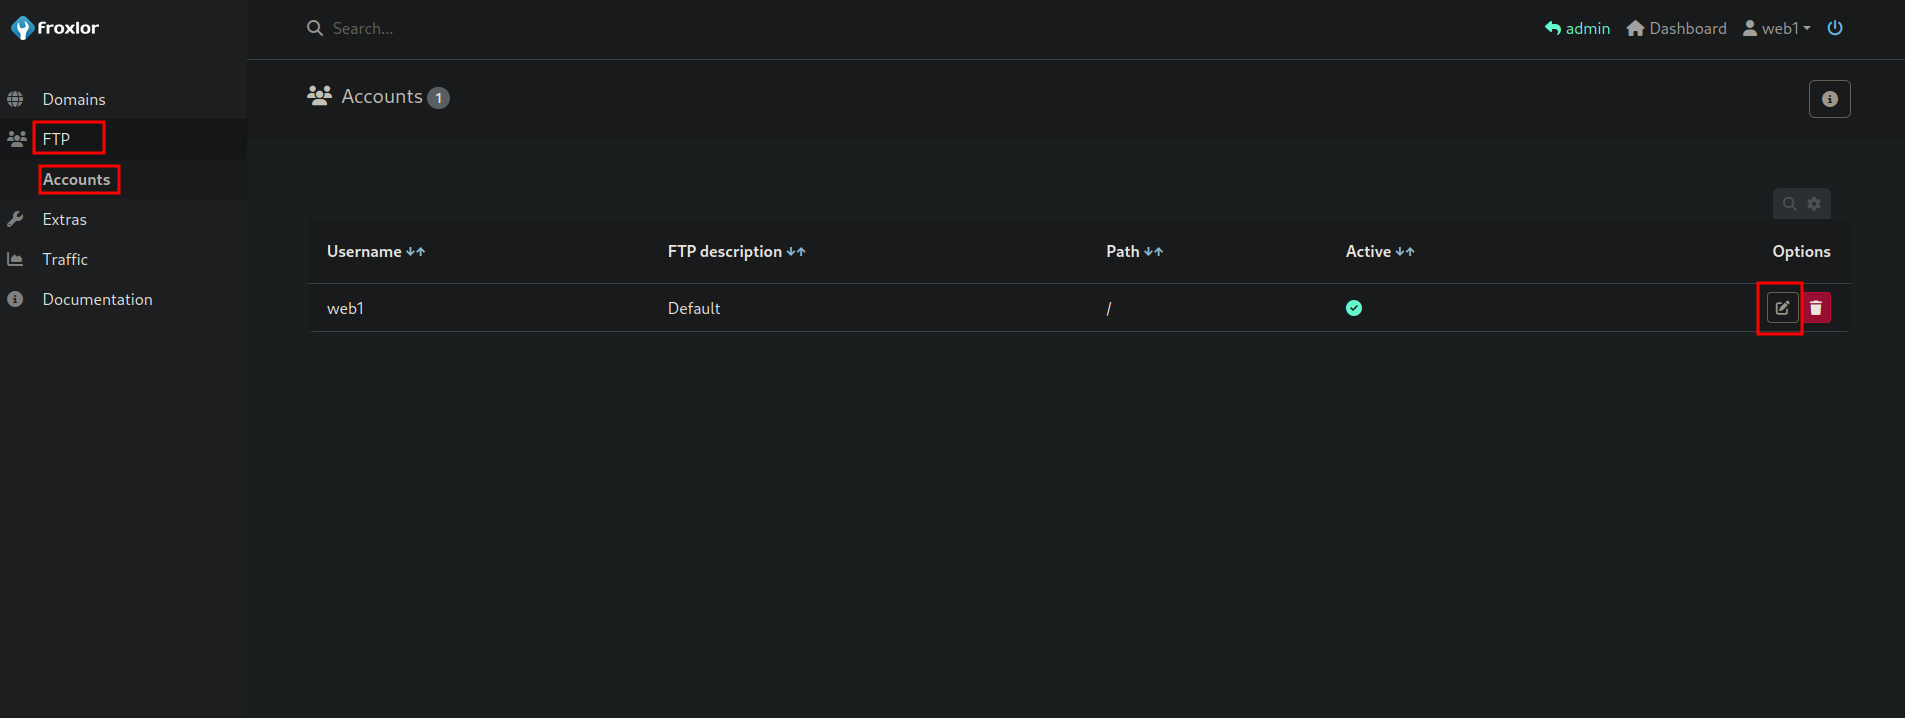 froxlor
Search...
admin
Dashboard
web1
Domains
FTP
Accounts
Extras
Traffic
Documentation
Accounts 1
Username FTP description Path Active Options
web1 Default /